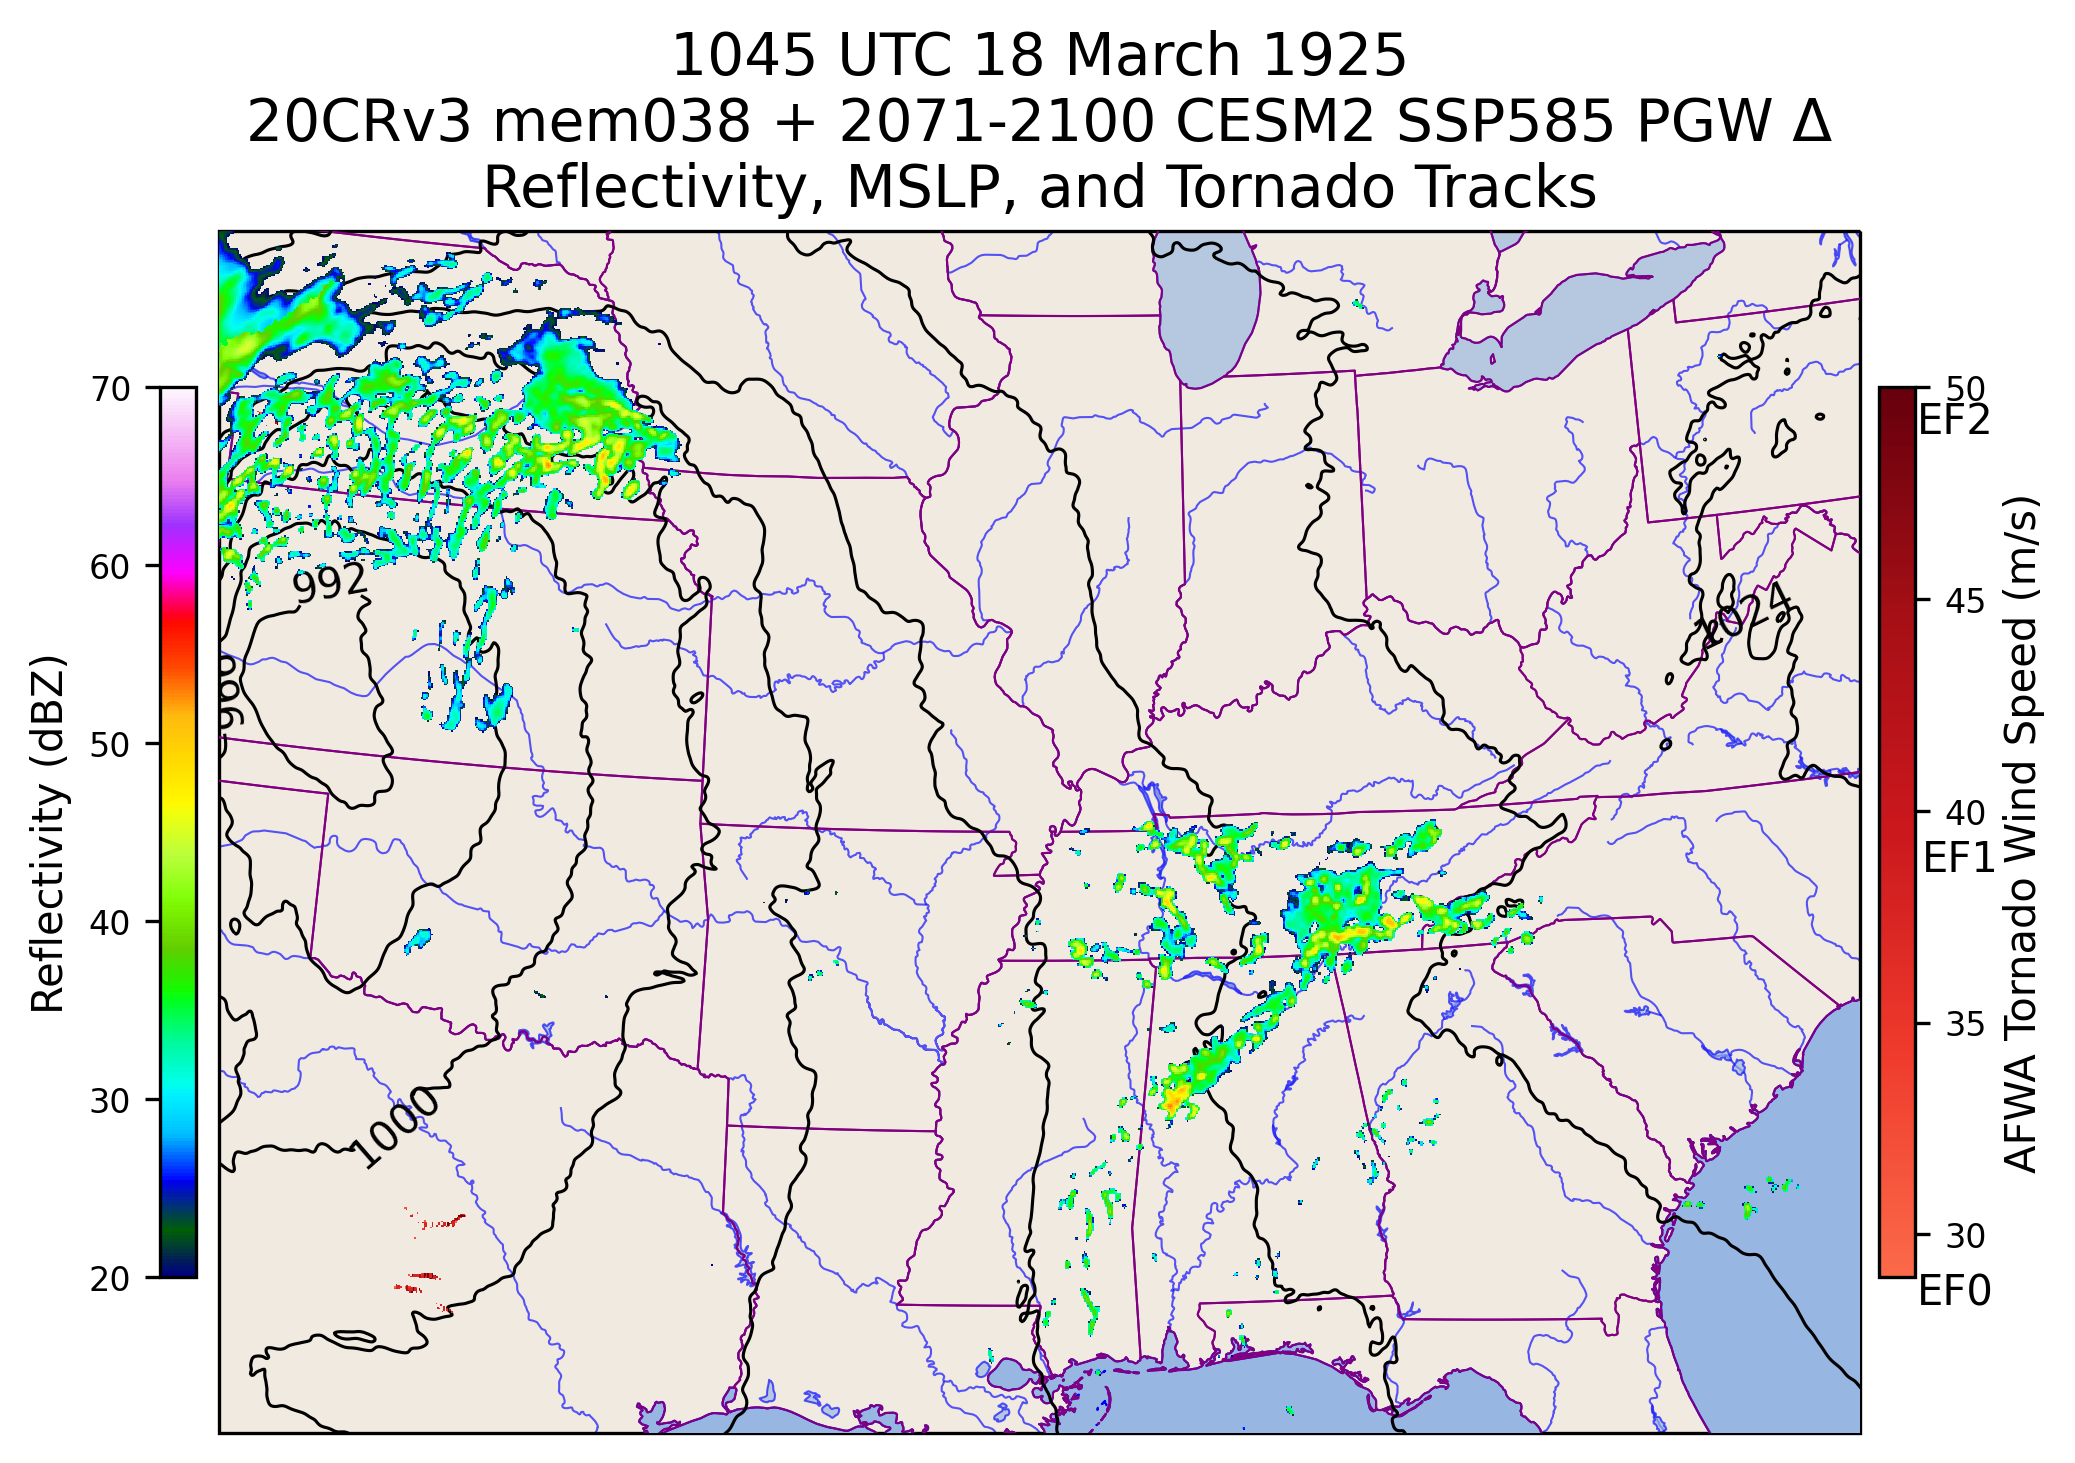 1045 UTC 18 March 1925
20CRv3 mem038 + 2071-2100 CESM2 SSP585 PGW Δ
Reflectivity, MSLP, and Tornado Tracks
Reflectivity (dBZ)
70
60
50
40
30
20
992
996
1000
1024
50
EF2
45
40
EF1
35
30
EF0
AFWA Tornado Wind Speed (m/s)